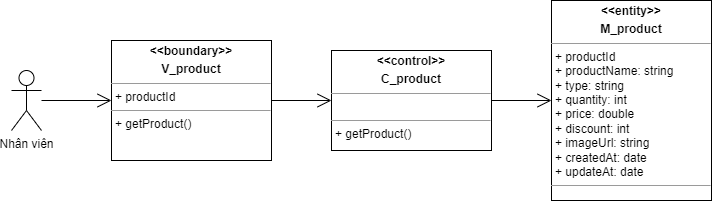 Nhân viên
<<boundary>>
V_product
+ productId
+ getProduct()
<<control>>
C_product
+ getProduct()
<<entity>>
M_product
+ productId
+ productName: string
+ type: string
+ quantity: int
+ price: double
+ discount: int
+ imageUrl: string
+ createdAt: date
+ updateAt: date